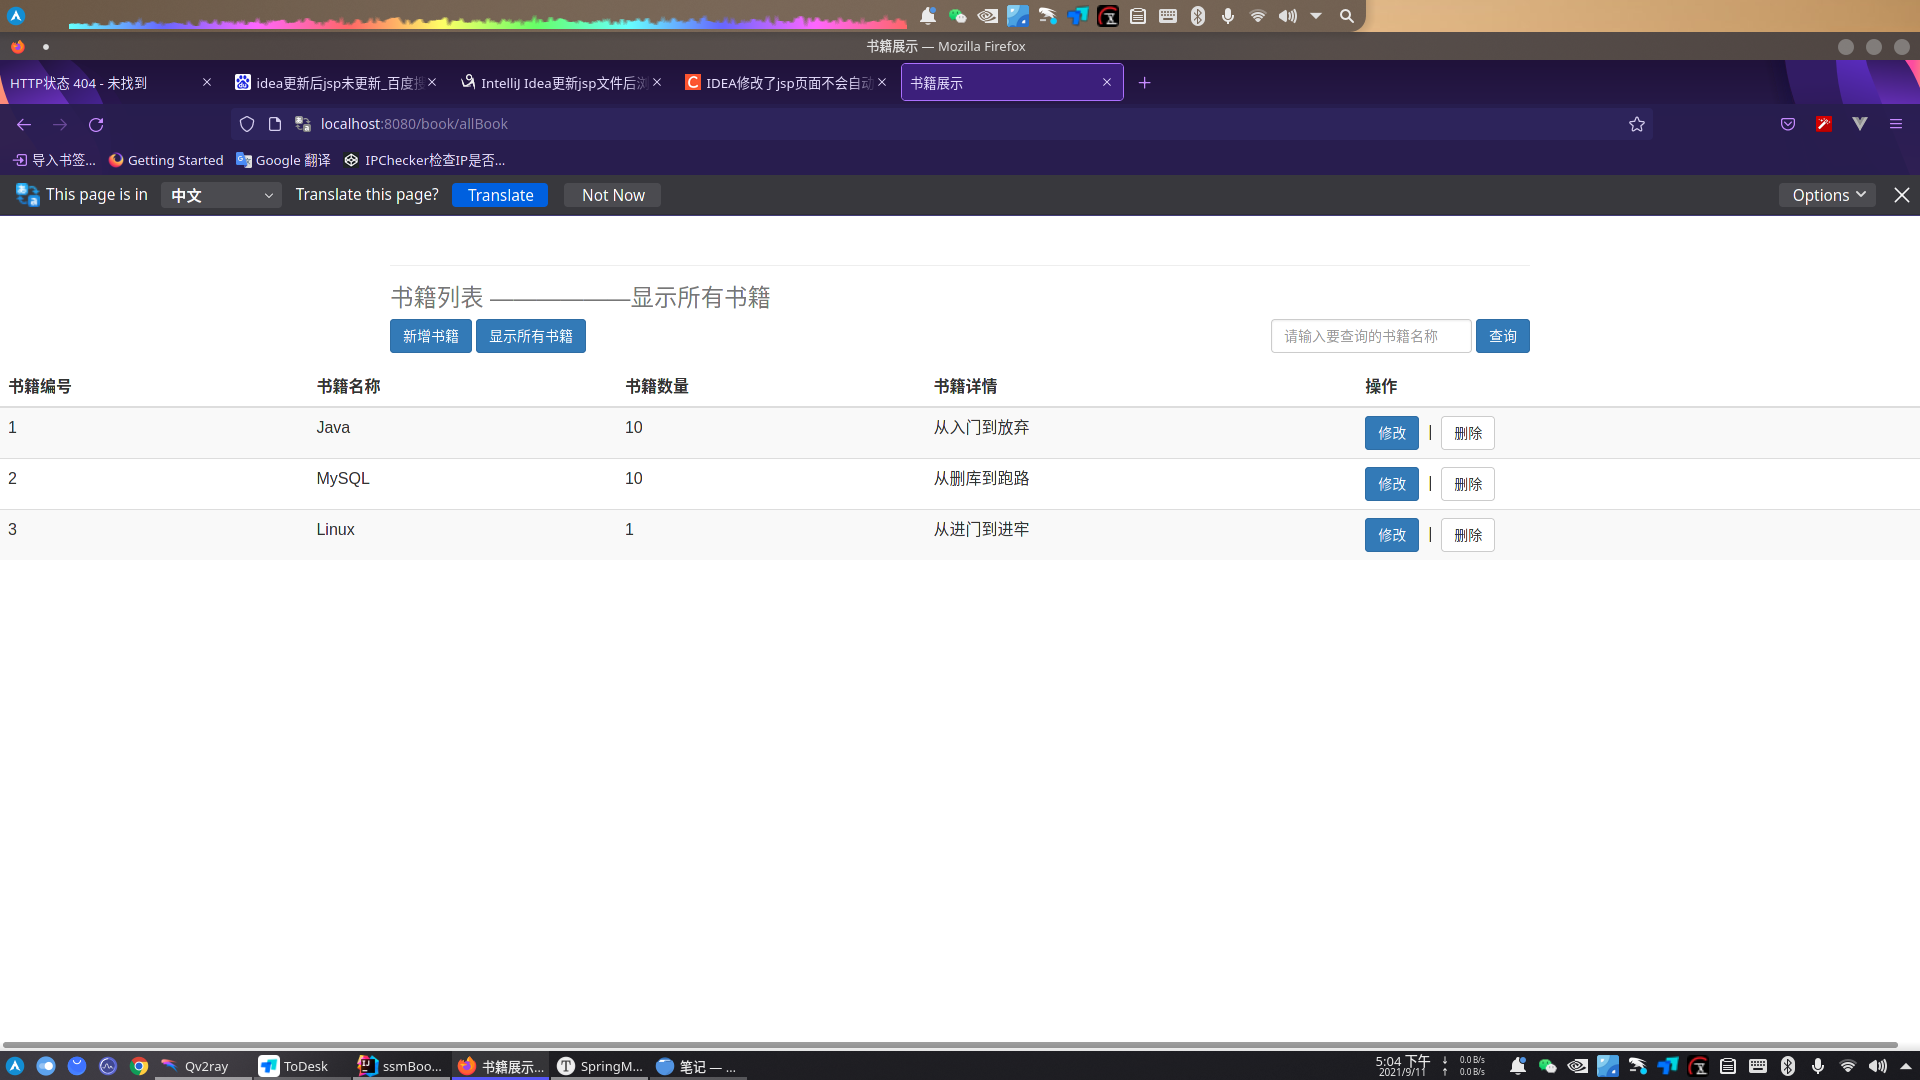 书籍展示 — Mozilla Firefox
HTTP状态 404 - 未找到
idea更新后jsp未更新_百度搜
IntelliJ Idea更新jsp文件后浏
IDEA修改了jsp页面不会自动
书籍展示
localhost:8080/book/allBook
导入书签... Getting Started Google 翻译 IPChecker检查IP是否...
This page is in 中文 Translate this page? Translate Not Now Options
书籍列表 ——————显示所有书籍
新增书籍 显示所有书籍 请输入要查询的书籍名称 查询
书籍编号 书籍名称 书籍数量 书籍详情 操作
1 Java 10 从入门到放弃 修改 | 删除
2 MySQL 10 从删库到跑路 修改 | 删除
3 Linux 1 从进门到进牢 修改 | 删除
Qv2ray ToDesk ssmBoo... 书籍展示... SpringM... 笔记 — ...
5:04 下午
2021/9/11
↓ 0.0 B/s
↑ 0.0 B/s